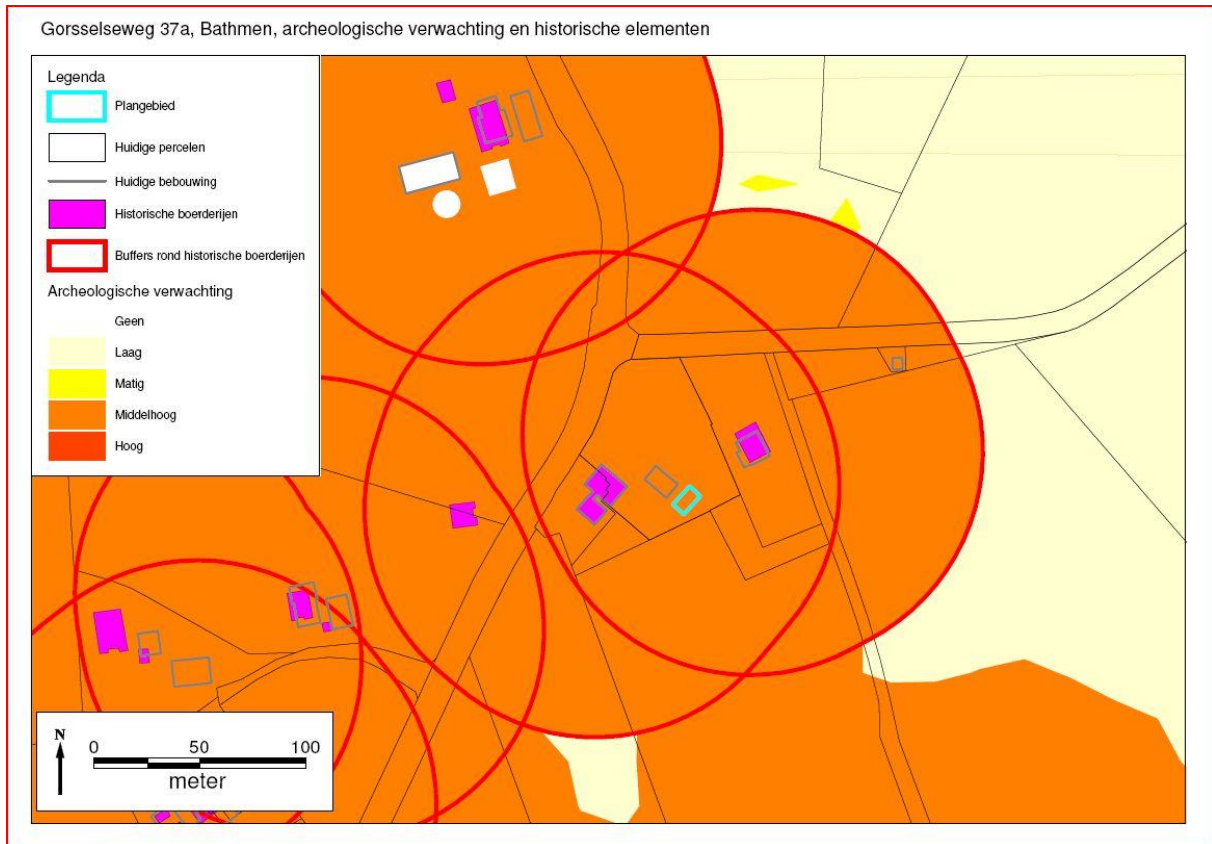 Gorsselseweg 37a, Bathmen, archeologische verwachting en historische elementen
Legenda
Plangebied
Huidige percelen
Huidige bebouwing
Historische boerderijen
Buffers rond historische boerderijen
Archeologische verwachting
Geen
Laag
Matig
Middelhoog
Hoog
N
0 50 100
meter